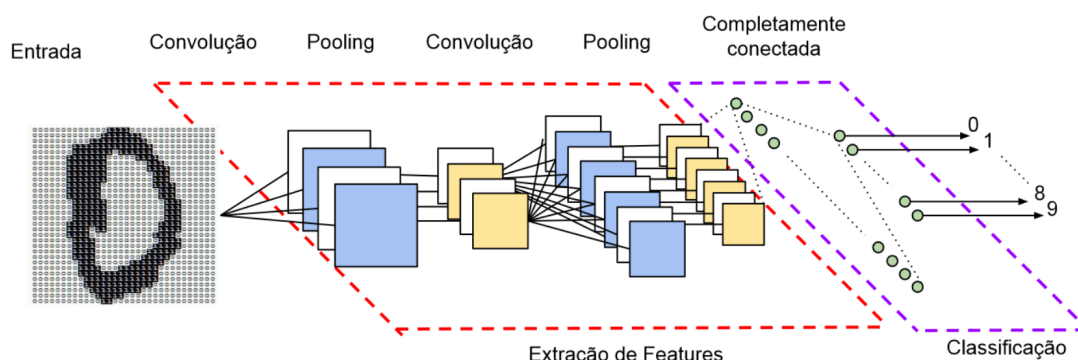 Entrada
Convolução
Pooling
Convolução
Pooling
Completamente
conectada
0
1
8
9
Extração de Features
Classificação